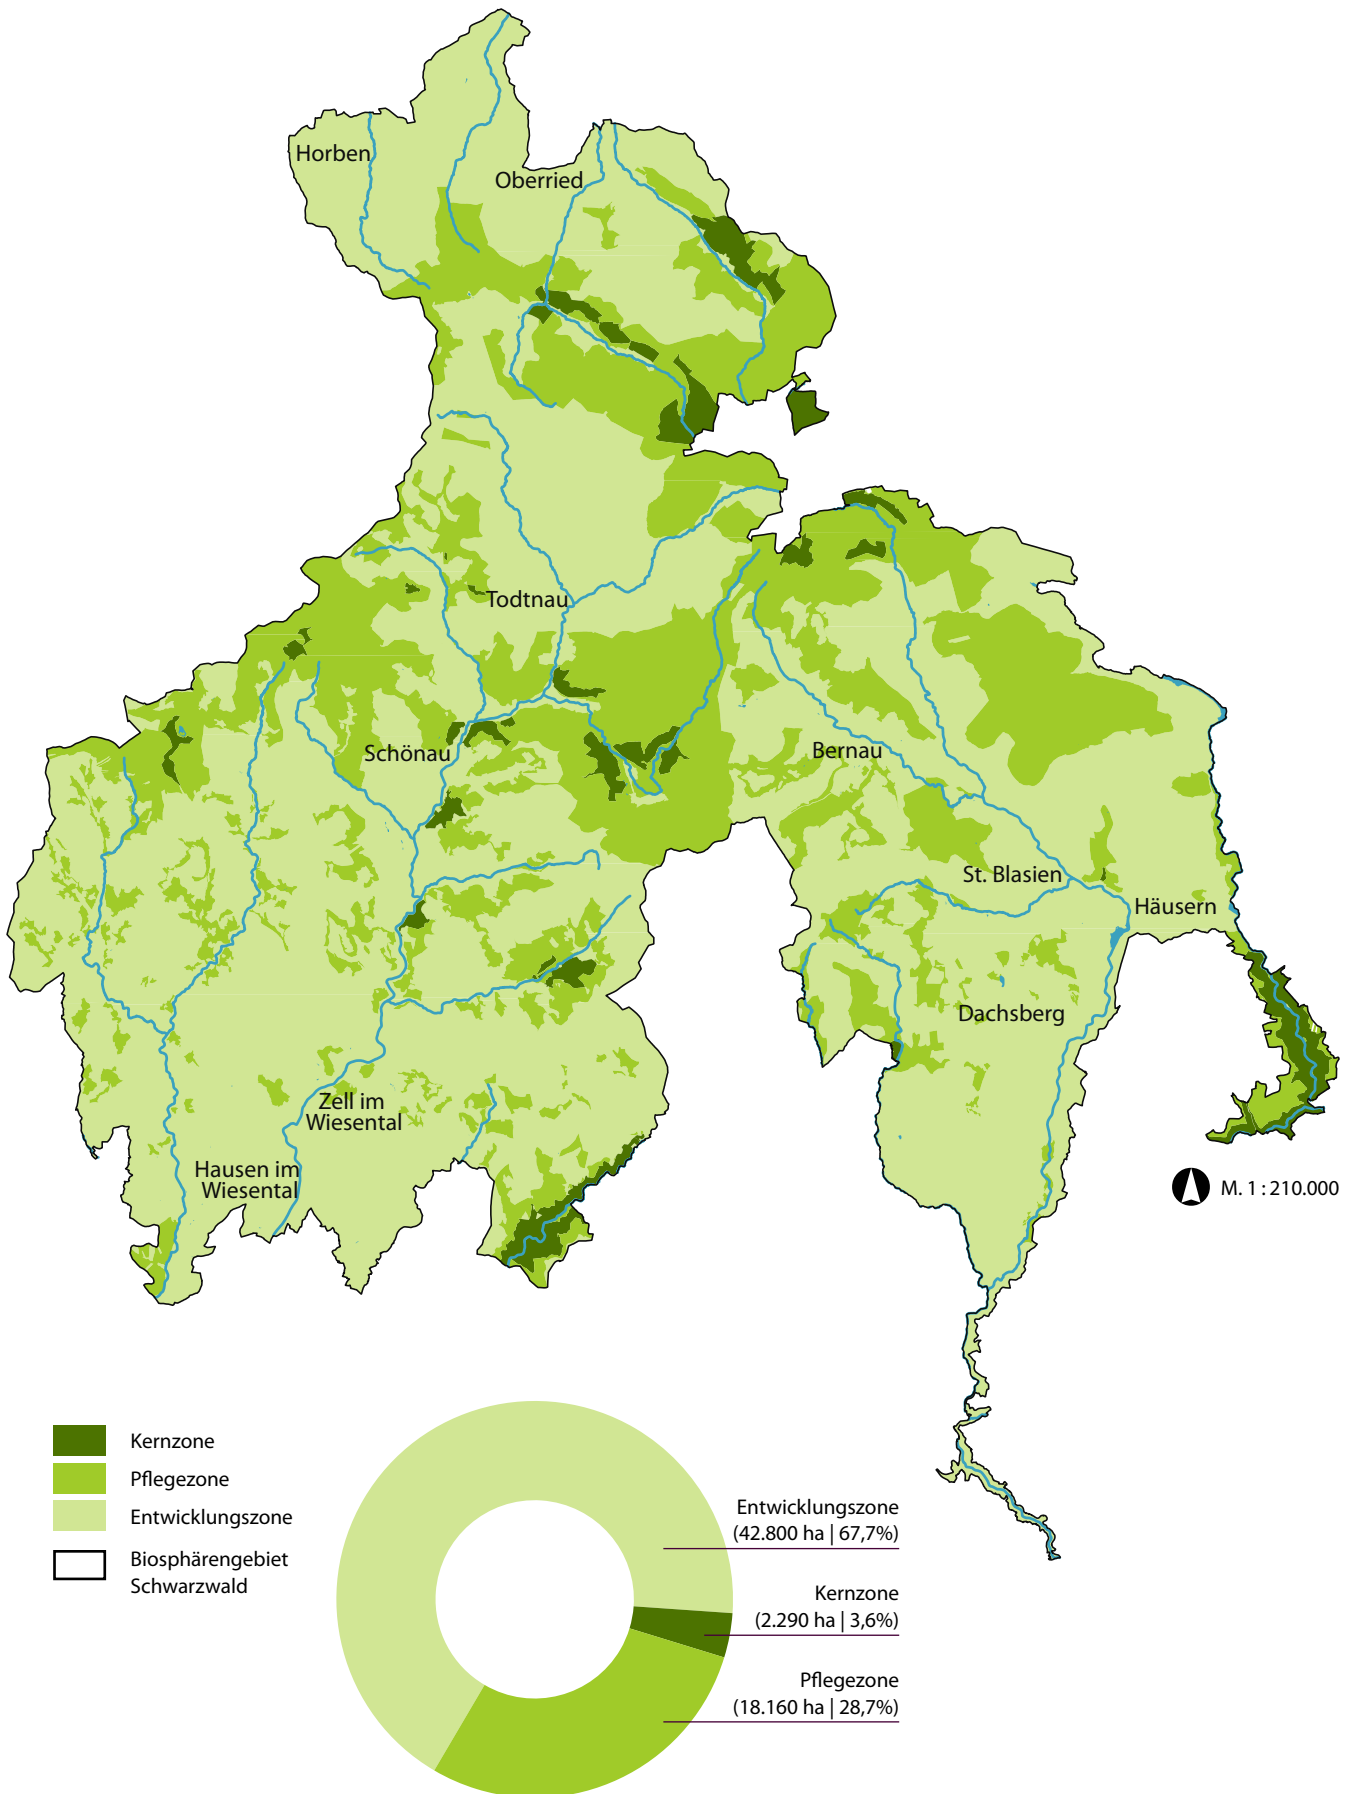 Horben
Oberried
Todtnau
Schönau
Bernau
St. Blasien
Häusern
Dachsberg
Zell im
Wiesental
Hausen im
Wiesental
M. 1 : 210.000
Kernzone
Pflegezone
Entwicklungszone
Biosphärengebiet
Schwarzwald
Entwicklungszone
(42.800 ha | 67,7%)
Kernzone
(2.290 ha | 3,6%)
Pflegezone
(18.160 ha | 28,7%)